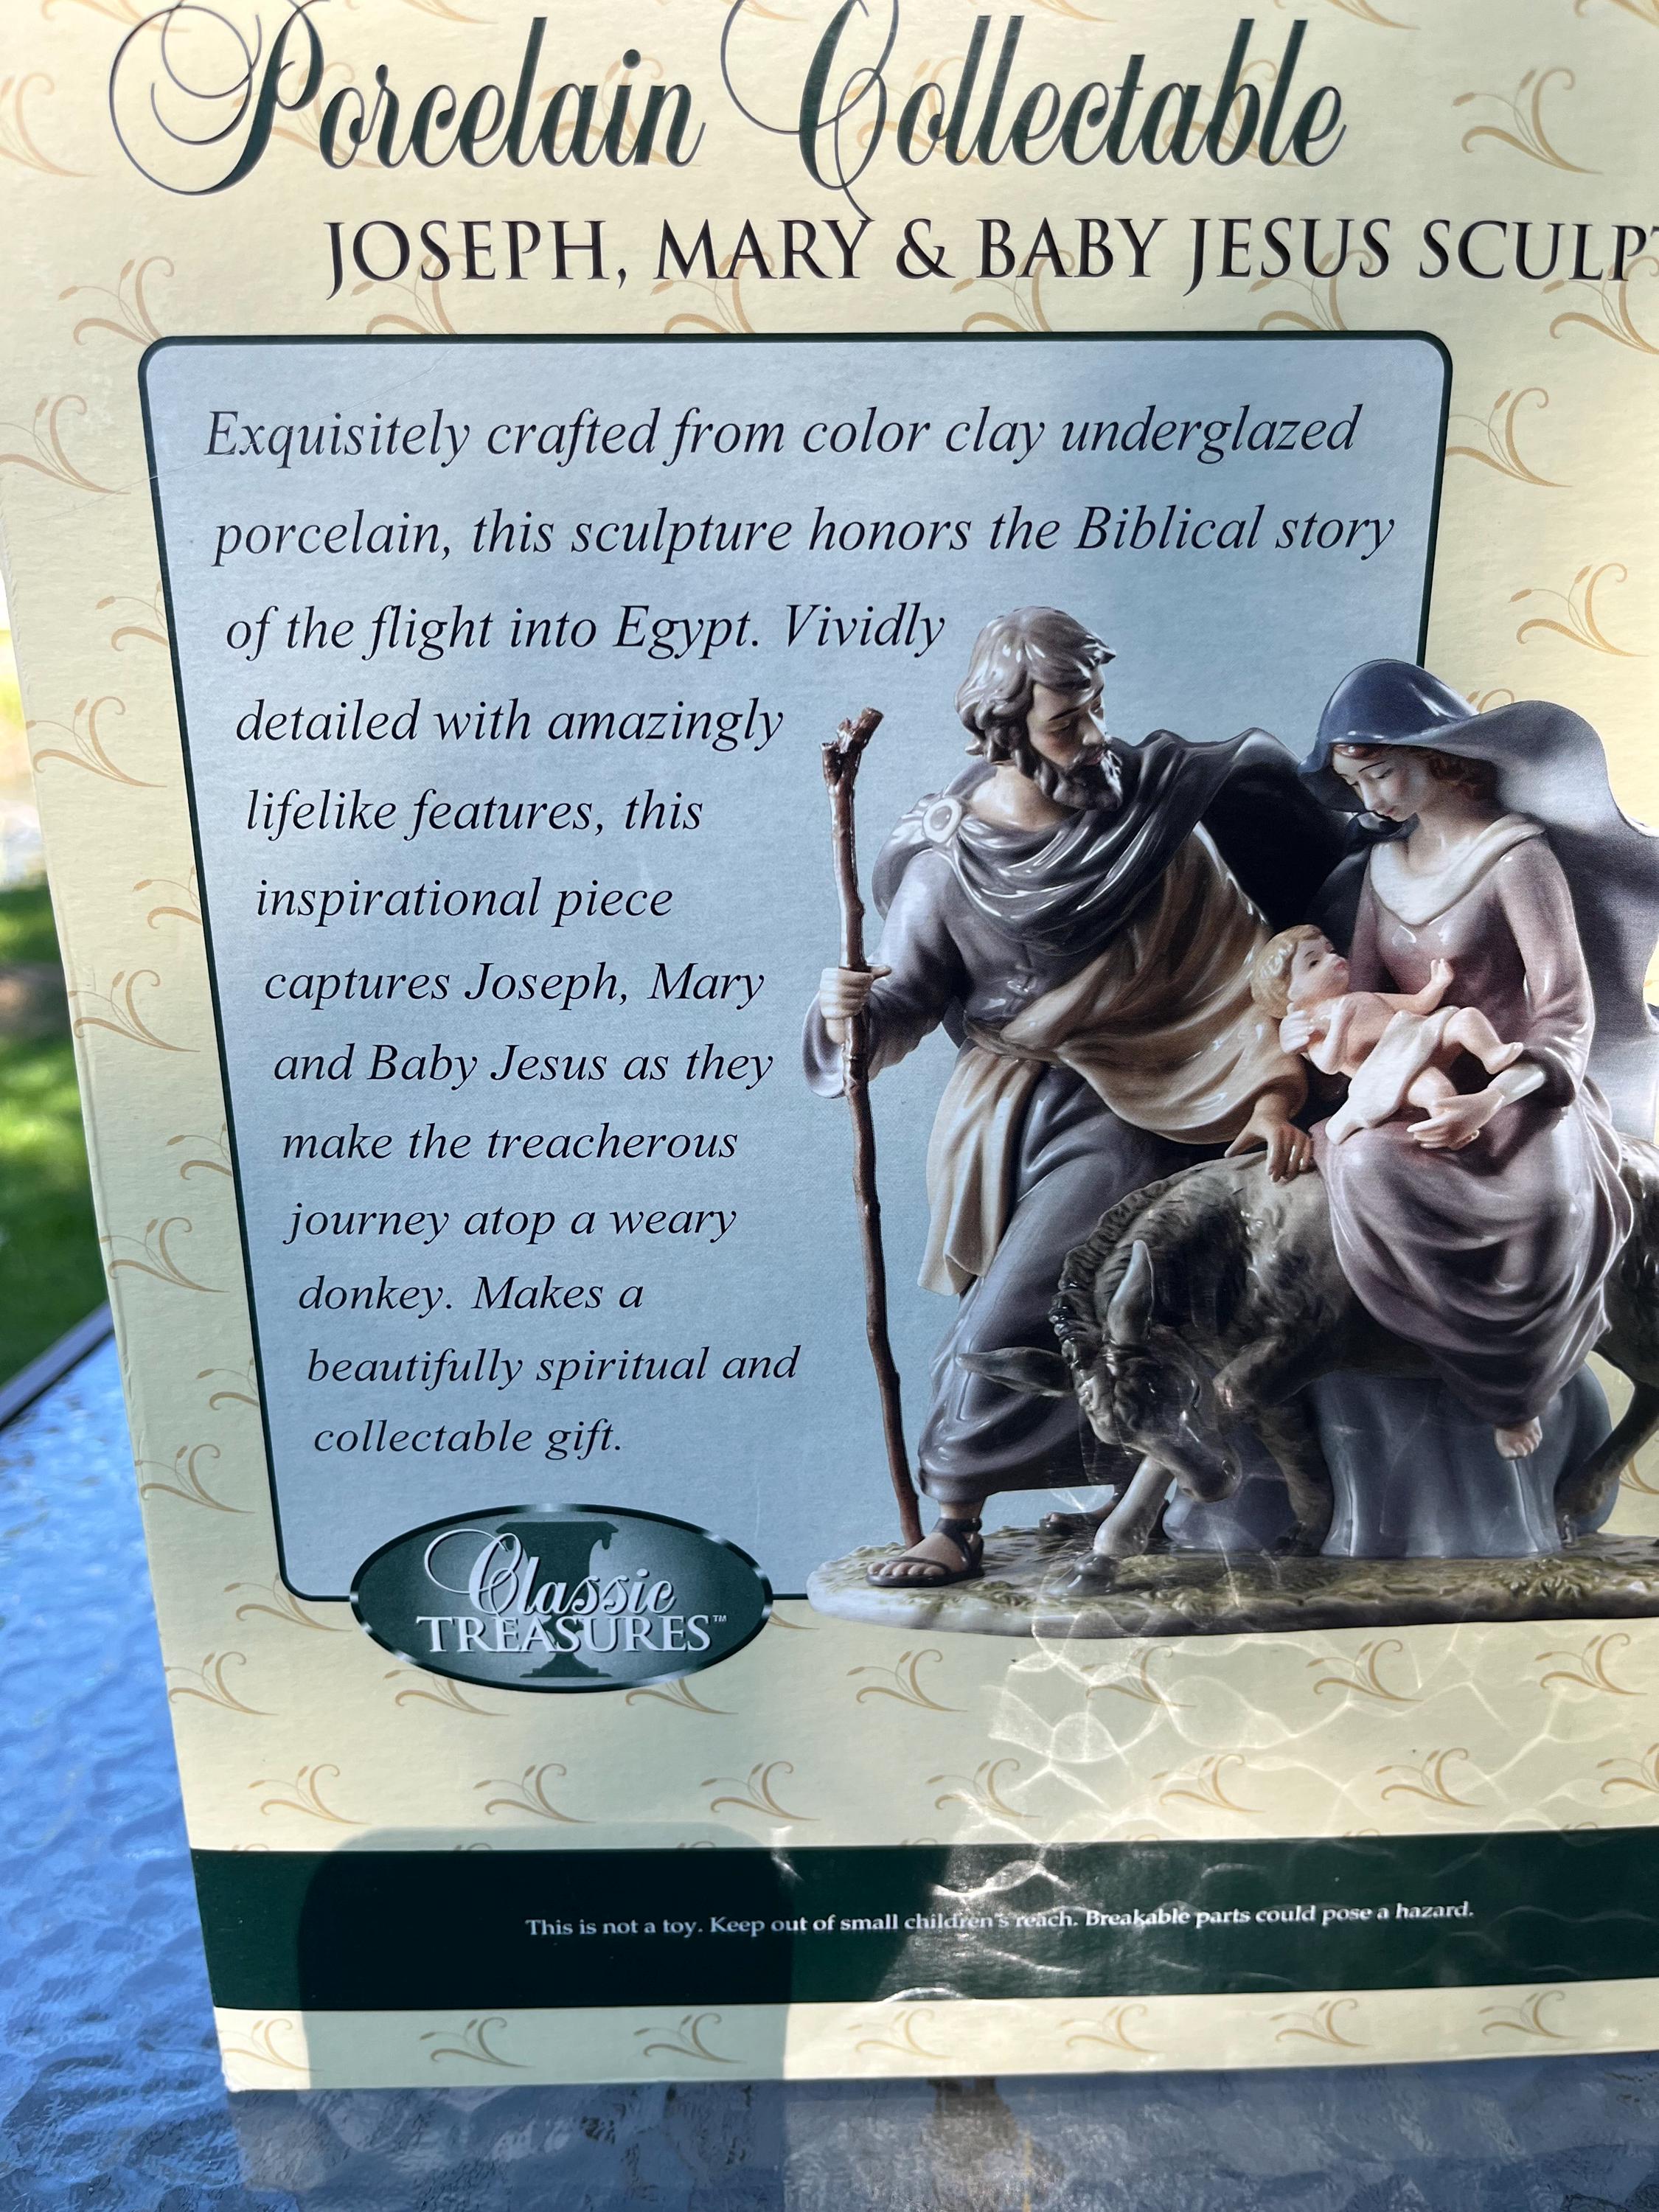 Porcelain Collectable
JOSEPH, MARY & BABY JESUS
Exquisitely crafted from color clay underglazed
porcelain, this sculpture honors the Biblical story
of the flight into Egypt. Vividly
detailed with amazingly
lifelike features, this
inspirational piece
captures Joseph, Mary
and Baby Jesus as they
make the treacherous
journey atop a weary
donkey. Makes a
beautifully spiritual and
collectable gift.
Classic
TREASURES™
This is not a toy. Keep out of small children's reach. Breakable parts could pose a hazard.